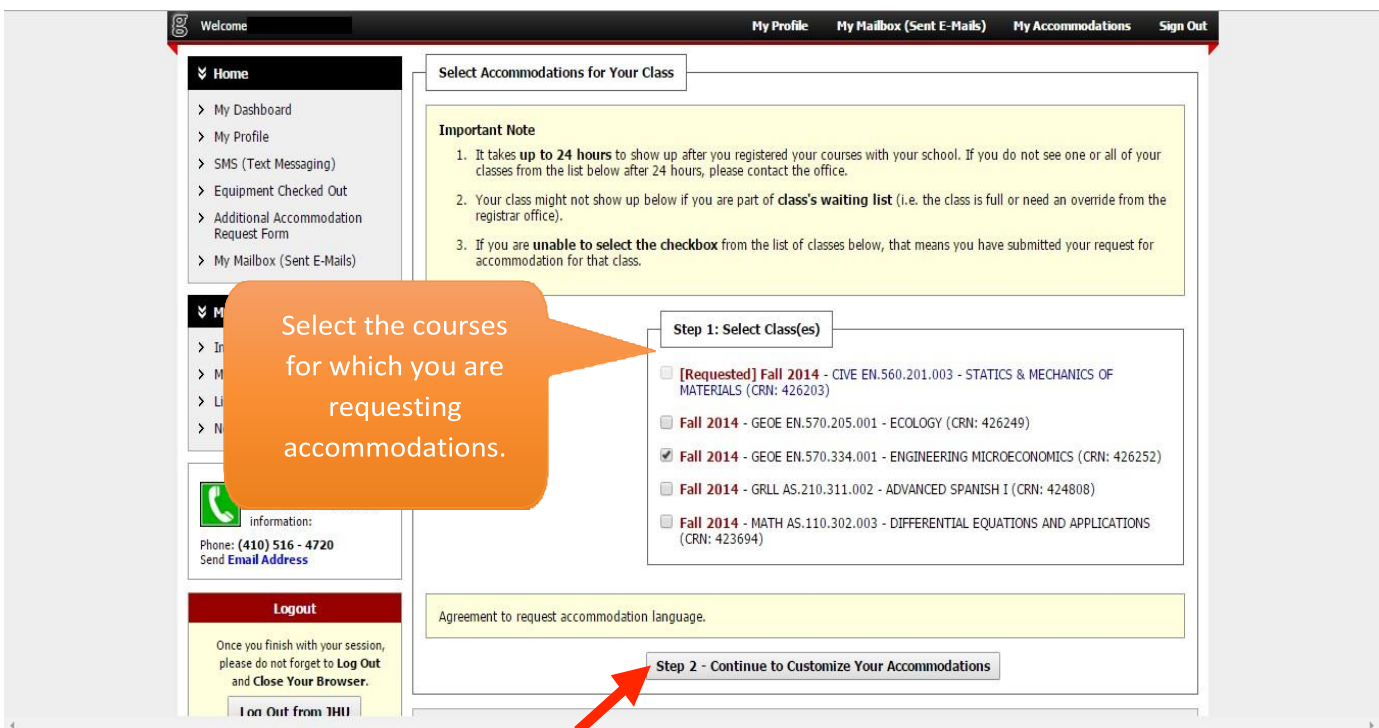 g Welcome
My Profile My Mailbox (Sent E-Mails) My Accommodations Sign Out
Home
My Dashboard
My Profile
SMS (Text Messaging)
Equipment Checked Out
Additional Accommodation
Request Form
My Mailbox (Sent E-Mails)
M
M
Li
N
information:
Phone: (410) 516 - 4720
Send Email Address
Logout
Once you finish with your session,
please do not forget to Log Out
and Close Your Browser.
Log Out from JHU
Select Accommodations for Your Class
Important Note
1. It takes up to 24 hours to show up after you registered your courses with your school. If you do not see one or all of your
classes from the list below after 24 hours, please contact the office.
2. Your class might not show up below if you are part of class's waiting list (i.e. the class is full or need an override from the
registrar office).
3. If you are unable to select the checkbox from the list of classes below, that means you have submitted your request for
accommodation for that class.
Select the courses
for which you are
requesting
accommodations.
Step 1: Select Class(es)
[Requested] Fall 2014 - CIVE EN.560.201.003 - STATICS & MECHANICS OF
MATERIALS (CRN: 426203)
Fall 2014 - GEOE EN.570.205.001 - ECOLOGY (CRN: 426249)
Fall 2014 - GEOE EN.570.334.001 - ENGINEERING MICROECONOMICS (CRN: 426252)
Fall 2014 - GRLL AS.210.311.002 - ADVANCED SPANISH I (CRN: 424808)
Fall 2014 - MATH AS.110.302.003 - DIFFERENTIAL EQUATIONS AND APPLICATIONS
(CRN: 423694)
Agreement to request accommodation language.
Step 2 - Continue to Customize Your Accommodations